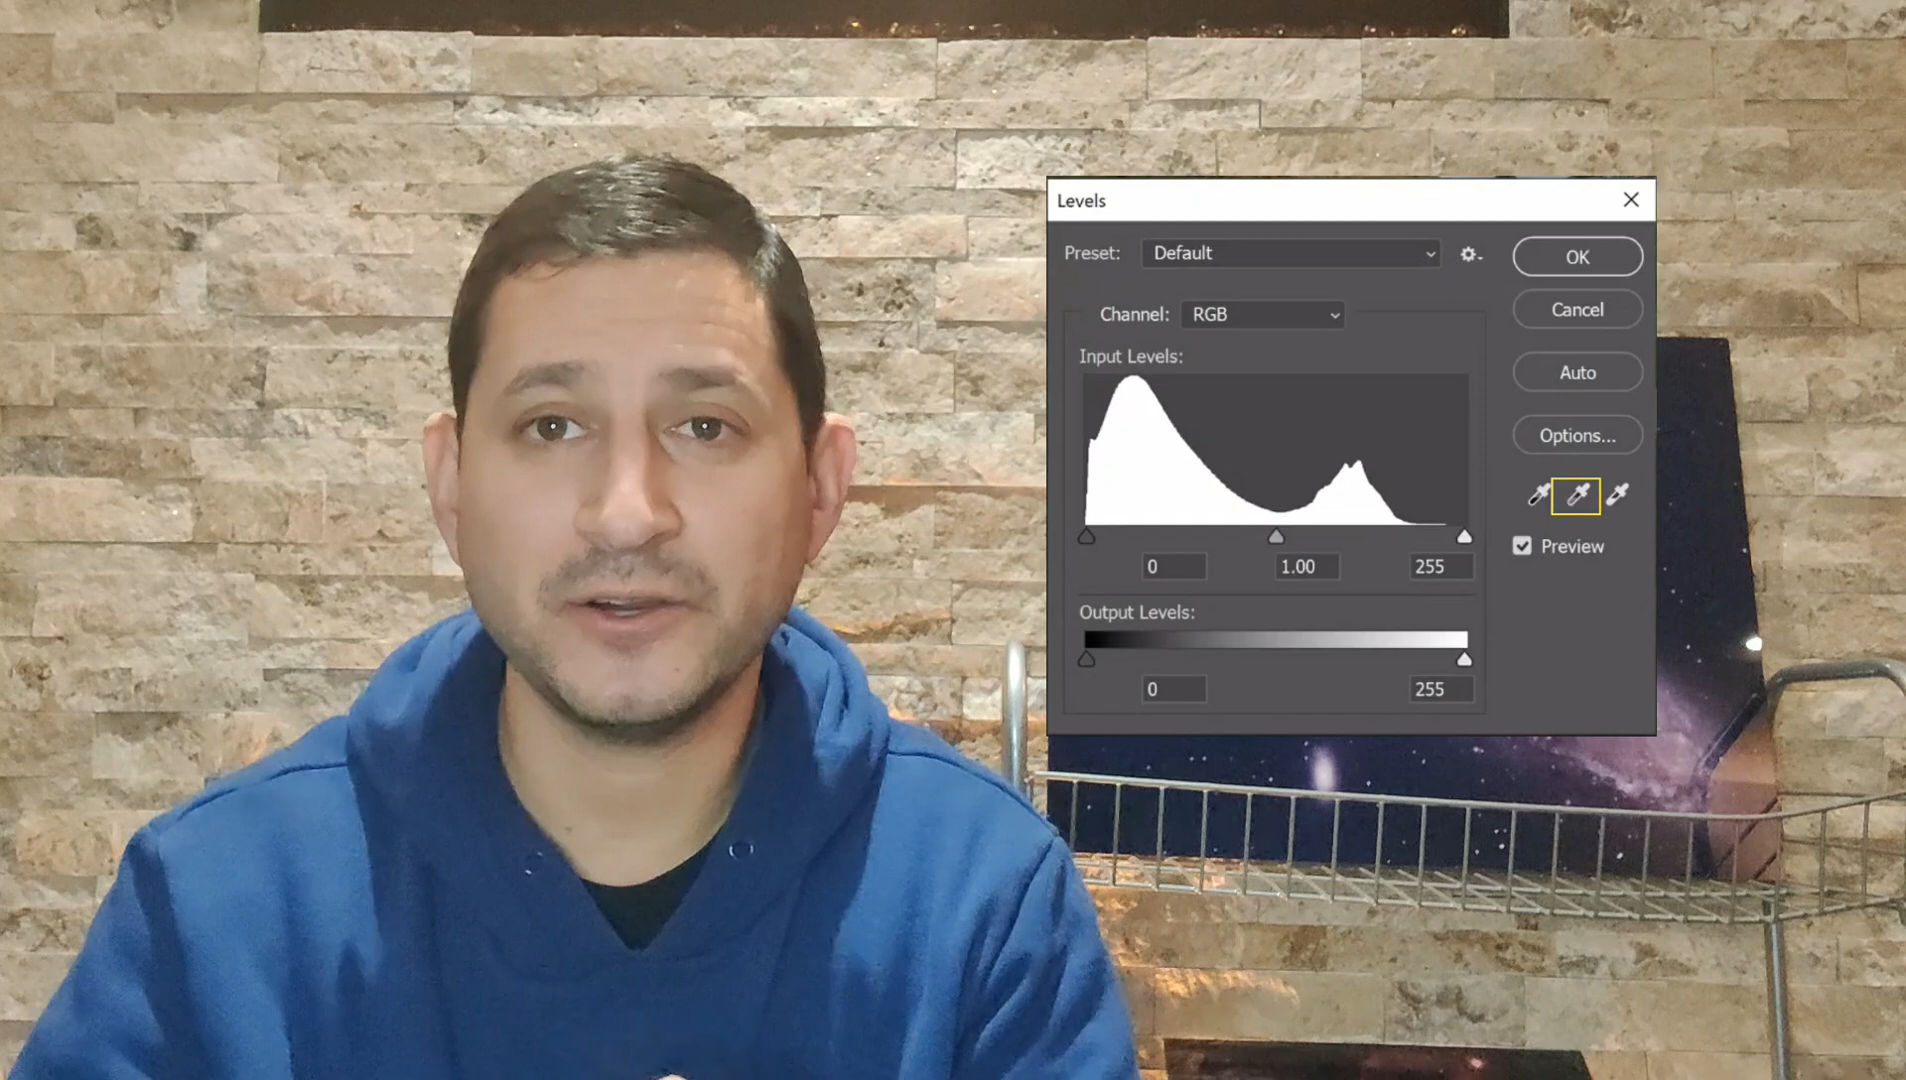 Levels
Preset: Default
OK
Channel: RGB
Cancel
Input Levels:
Auto
Options...
Preview
0 1.00 255
Output Levels:
0 255